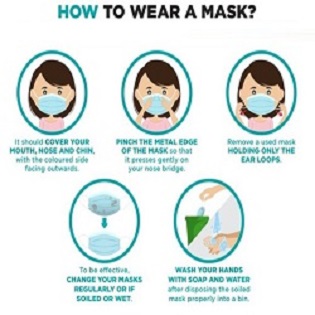 HOW TO WEAR A MASK?
It should COVER YOUR
MOUTH, NOSE AND CHIN,
with the coloured side
facing outwards.
PINCH THE METAL EDGE
OF THE MASK so that
it presses gently on
your nose bridge.
Remove a used mask
HOLDING ONLY THE
EAR LOOPS.
To be effective,
CHANGE YOUR MASKS
REGULARLY OR IF
SOILED OR WET.
WASH YOUR HANDS
WITH SOAP AND WATER
after disposing the soiled
mask properly into a bin.